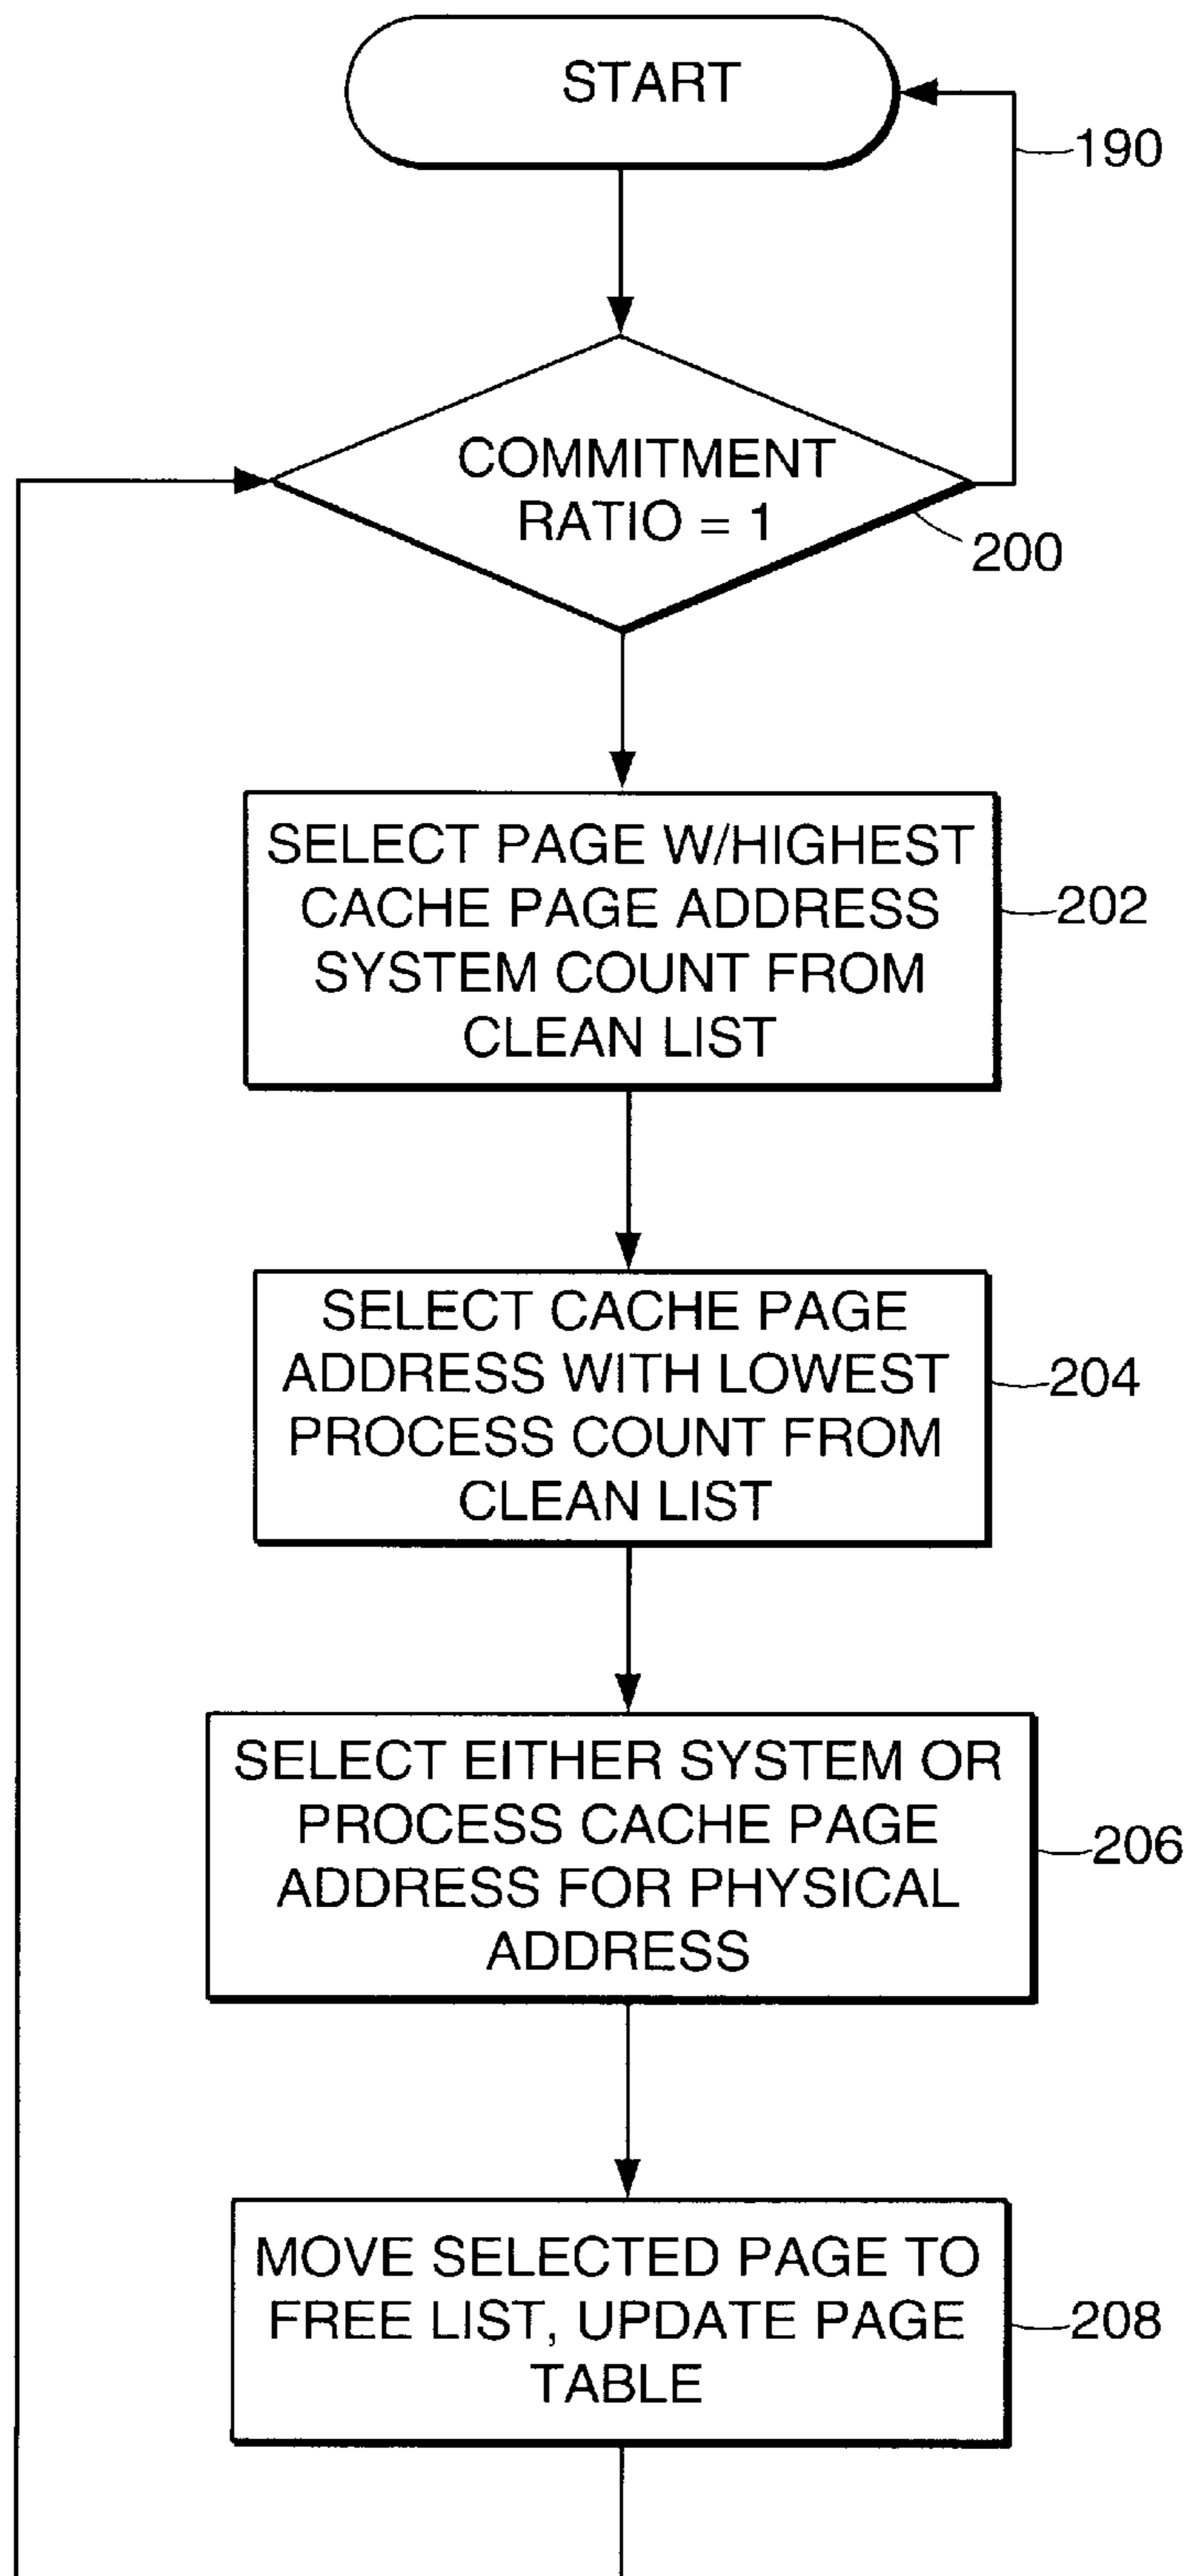 START
190
COMMITMENT
RATIO = 1
200
SELECT PAGE W/HIGHEST
CACHE PAGE ADDRESS
SYSTEM COUNT FROM
CLEAN LIST
202
SELECT CACHE PAGE
ADDRESS WITH LOWEST
PROCESS COUNT FROM
CLEAN LIST
204
SELECT EITHER SYSTEM OR
PROCESS CACHE PAGE
ADDRESS FOR PHYSICAL
ADDRESS
206
MOVE SELECTED PAGE TO
FREE LIST, UPDATE PAGE
TABLE
208